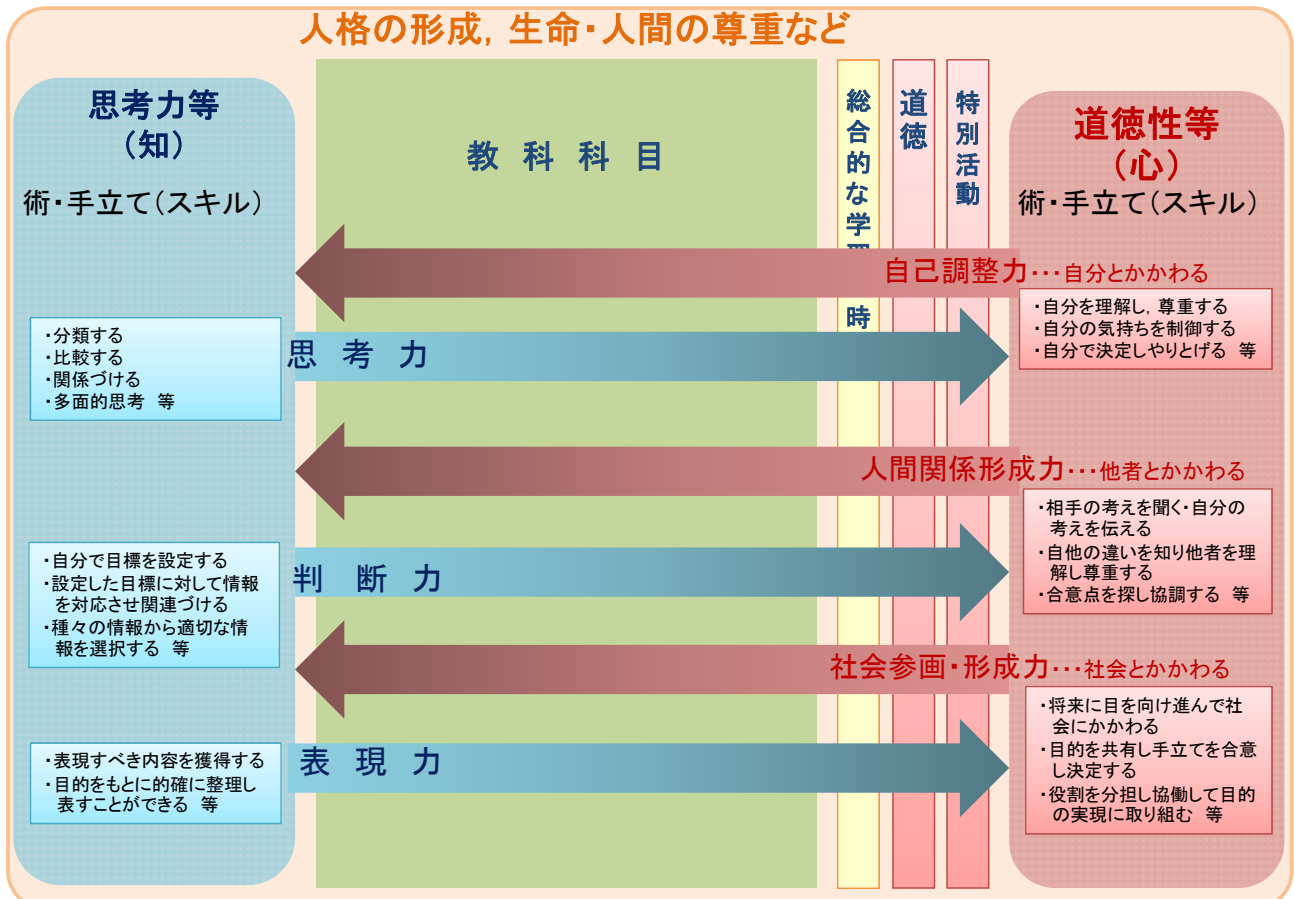 人格の形成，生命・人間の尊重など
思考力等
（知）
術・手立て（スキル）
教科科目
総合的な学
時
道徳
特別活動
道徳性等
（心）
術・手立て（スキル）
自己調整力・・・自分とかかわる
・自分を理解し，尊重する
・自分の気持ちを制御する
・自分で決定しやりとげる　等
思考力
・分類する
・比較する
・関係づける
・多面的思考　等
人間関係形成力・・・他者とかかわる
・相手の考えを聞く・自分の
考えを伝える
・自他の違いを知り他者を理
解し尊重する
・合意点を探し協調する　等
判断力
・自分で目標を設定する
・設定した目標に対して情報
を対応させ関連づける
・種々の情報から適切な情
報を選択する　等
社会参画・形成力・・・社会とかかわる
・将来に目を向け進んで社
会にかかわる
・目的を共有し手立てを合意
し決定する
・役割を分担し協働して目的
の実現に取り組む　等
表現力
・表現すべき内容を獲得する
・目的をもとに的確に整理し
表すことができる　等